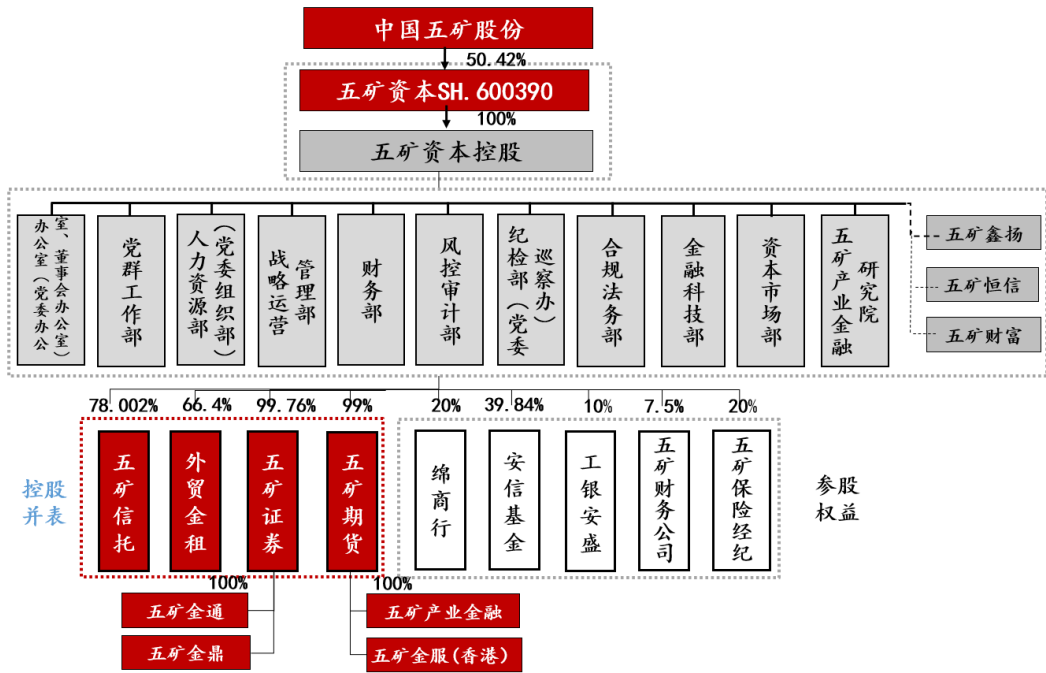 中国五矿股份
50.42%
五矿资本SH.600390
100%
五矿资本控股
办公室（党委办公
室、董事会办公室）
党群工作部
人力资源部
（党委组织部）
战略运营
管理部
财务部
风控审计部
纪检部（党委
巡察办）
合规法务部
金融科技部
资本市场部
五矿产业金融
研究院
五矿鑫扬
五矿恒信
五矿财富
78.002%
66.4%
99.76%
99%
20%
39.84%
10%
7.5%
20%
控股
并表
五矿信托
外贸金租
五矿证券
五矿期货
绵商行
安信基金
工银安盛
五矿财务公司
五矿保险经纪
参股
权益
100%
100%
五矿金通
五矿金鼎
五矿产业金融
五矿金服(香港)